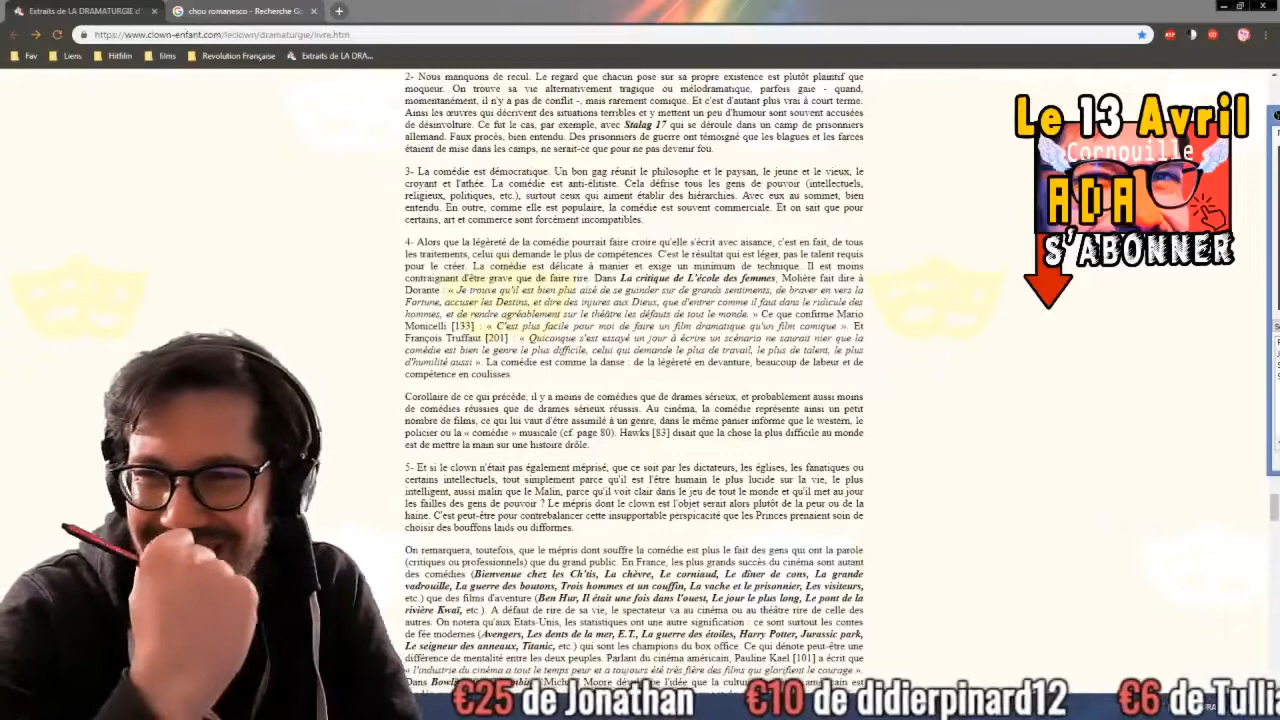 Extraits de LA DRAMATURGIE d'
chou romanesco - Recherche Go
https://www.clown-enfant.com/leclown/dramaturgie/livre.htm
Fav
Liens
Hitfilm
films
Revolution Française
Extraits de LA DRA...
2- Nous manquons de recul. Le regard que chacun pose sur sa propre existence est plutôt plaintif que
moqueur. On trouve sa vie alternativement tragique ou mélodramatique, parfois gaie - quand,
momentanément, il n'y a pas de conflit -, mais rarement comique. Et c'est d'autant plus vrai à court terme.
Ainsi les œuvres qui décrivent des situations terribles et y mettent un peu d'humour sont souvent accusées
de désinvolture. Ce fut le cas, par exemple, avec Stalag 17 qui se déroule dans un camp de prisonniers
allemand. Faux procès, bien entendu. Des prisonniers de guerre ont témoigné que les blagues et les farces
étaient de mise dans les camps, ne serait-ce que pour ne pas devenir fou.
3- La comédie est démocratique. Un bon gag réunit le philosophe et le paysan, le jeune et le vieux, le
croyant et l'athée. La comédie est anti-élitiste. Cela défrise tous les gens de pouvoir (intellectuels,
religieux, politiques, etc.), surtout ceux qui aiment établir des hiérarchies. Avec eux au sommet, bien
entendu. En outre, comme elle est populaire, la comédie est souvent commerciale. Et on sait que pour
certains, art et commerce sont forcément incompatibles.
4- Alors que la légèreté de la comédie pourrait faire croire qu'elle s'écrit avec aisance, c'est en fait, de tous
les traitements, celui qui demande le plus de compétences. C'est le résultat qui est léger, pas le talent requis
pour le créer. La comédie est délicate à manier et exige un minimum de technique. Il est moins
contraignant d'être grave que de faire rire. Dans La critique de L'école des femmes, Molière fait dire à
Dorante : « Je trouve qu'il est bien plus aisé de se guinder sur de grands sentiments, de braver en vers la
Fortune, accuser les Destins, et dire des injures aux Dieux, que d'entrer comme il faut dans le ridicule des
hommes, et de rendre agréablement sur le théâtre les défauts de tout le monde. » Ce que confirme Mario
Monicelli [133] : « C'est plus facile pour moi de faire un film dramatique qu'un film comique ». Et
François Truffaut [201] : « Quiconque s'est essayé un jour à écrire un scénario ne saurait nier que la
comédie est bien le genre le plus difficile, celui qui demande le plus de travail, le plus de talent, le plus
d'humilité aussi ». La comédie est comme la danse : de la légèreté en devanture, beaucoup de labeur et de
compétence en coulisses.
Corollaire de ce qui précède, il y a moins de comédies que de drames sérieux, et probablement aussi moins
de comédies réussies que de drames sérieux réussis. Au cinéma, la comédie représente ainsi un petit
nombre de films, ce qui lui vaut d'être assimilé à un genre, dans le même panier informe que le western, le
policier ou la « comédie » musicale (cf. page 80). Hawks [83] disait que la chose la plus difficile au monde
est de mettre la main sur une histoire drôle.
5- Et si le clown n'était pas également méprisé, que ce soit par les dictateurs, les églises, les fanatiques ou
certains intellectuels, tout simplement parce qu'il est l'être humain le plus lucide sur la vie, le plus
intelligent, aussi malin que le Malin, parce qu'il voit clair dans le jeu de tout le monde et qu'il met au jour
les failles des gens de pouvoir ? Le mépris dont le clown est l'objet serait alors plutôt de la peur ou de la
haine. C'est peut-être pour contrebalancer cette insupportable perspicacité que les Princes prenaient soin de
choisir des bouffons laids ou difformes.
On remarquera, toutefois, que le mépris dont souffre la comédie est plus le fait des gens qui ont la parole
(critiques ou professionnels) que du grand public. En France, les plus grands succès du cinéma sont autant
des comédies (Bienvenue chez les Ch'tis, La chèvre, Le corniaud, Le dîner de cons, La grande
vadrouille, La guerre des boutons, Trois hommes et un couffin, La vache et le prisonnier, Les visiteurs,
etc.) que des films d'aventure (Ben Hur, Il était une fois dans l'ouest, Le jour le plus long, Le pont de la
rivière Kwaï, etc.). A défaut de rire de sa vie, le spectateur va au cinéma ou au théâtre rire de celle des
autres. On notera qu'aux Etats-Unis, les statistiques ont une autre signification : ce sont surtout les contes
de fée modernes (Avengers, Les dents de la mer, E.T., La guerre des étoiles, Harry Potter, Jurassic park,
Le seigneur des anneaux, Titanic, etc.) qui sont les champions du box office. Ce qui dénote peut-être une
différence de mentalité entre les deux peuples. Parlant du cinéma américain, Pauline Kael [101] a écrit que
« l'industrie du cinéma a tout le temps peur et a toujours été très fière des films qui glorifient le courage ».
Le 13 Avril
Cornouille
ADA
S'ABONNER
€25 de Jonathan
€10 de didierpinard12
€6 de Tullia